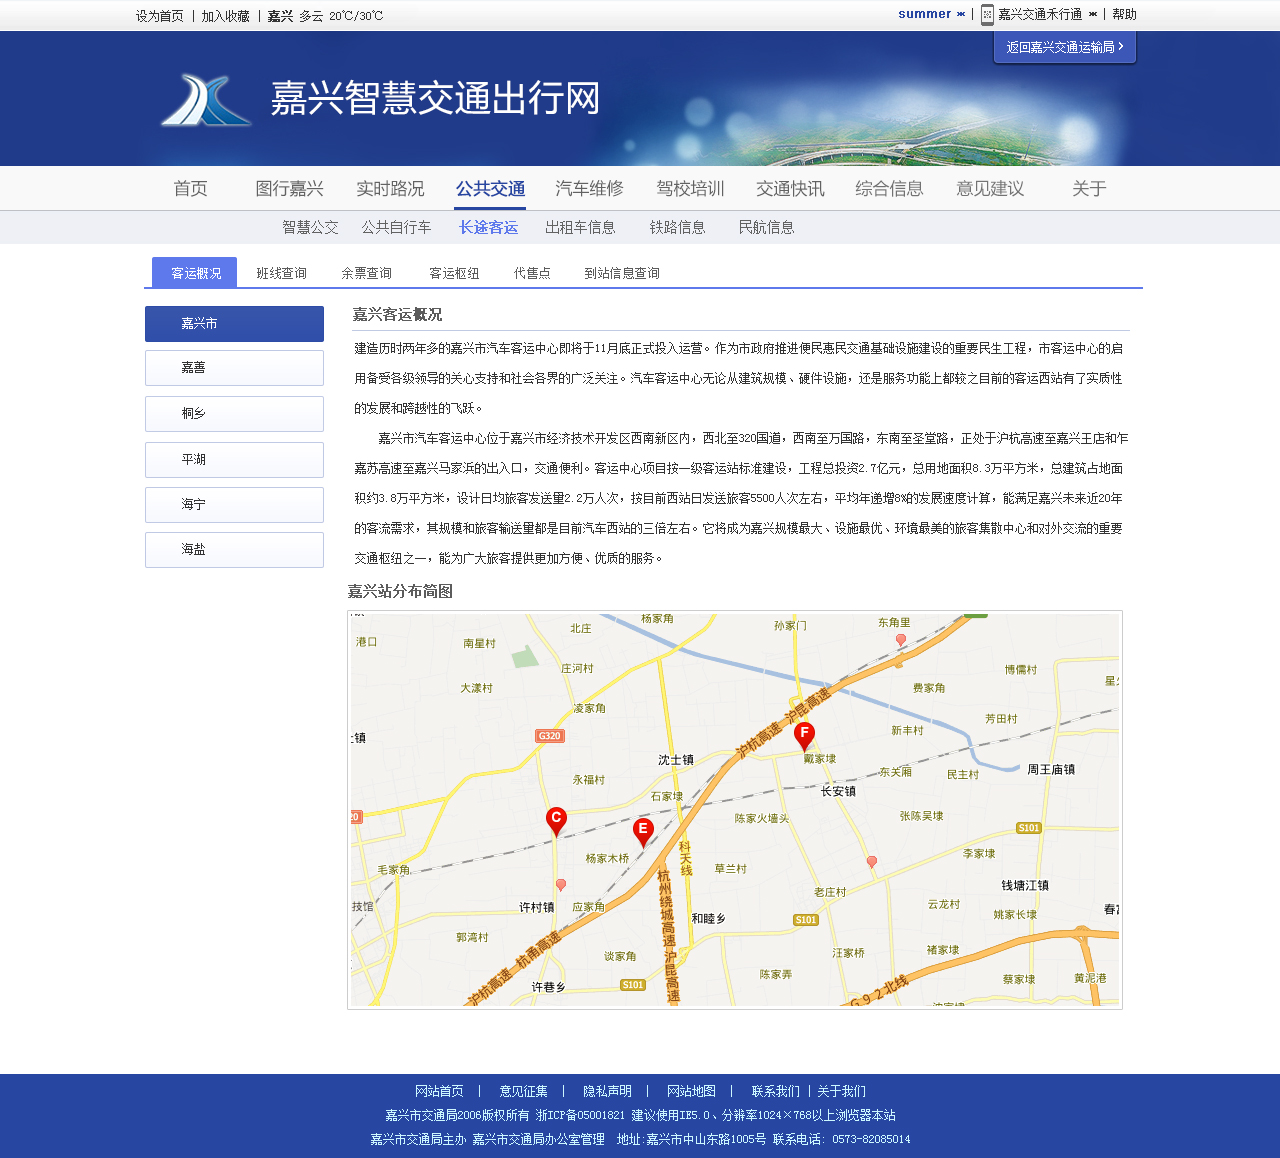 设为首页 | 加入收藏 | 嘉兴 多云 20℃/30℃
summer | 嘉兴交通禾行通 | 帮助
返回嘉兴交通运输局
嘉兴智慧交通出行网
首页 图行嘉兴 实时路况 公共交通 汽车维修 驾校培训 交通快讯 综合信息 意见建议 关于
智慧公交 公共自行车 长途客运 出租车信息 铁路信息 民航信息
客运概况 班线查询 余票查询 客运枢纽 代售点 到站信息查询
嘉兴市
嘉善
桐乡
平湖
海宁
海盐
嘉兴客运概况
建造历时两年多的嘉兴市汽车客运中心即将于11月底正式投入运营。作为市政府推进便民惠民交通基础设施建设的重要民生工程，市客运中心的启
用备受各级领导的关心支持和社会各界的广泛关注。汽车客运中心无论从建筑规模、硬件设施，还是服务功能上都较之目前的客运西站有了实质性
的发展和跨越性的飞跃。
嘉兴市汽车客运中心位于嘉兴市经济技术开发区西南新区内，西北至320国道，西南至万国路，东南至圣堂路，正处于沪杭高速至嘉兴王店和乍
嘉苏高速至嘉兴马家浜的出入口，交通便利。客运中心项目按一级客运站标准建设，工程总投资2.7亿元，总用地面积8.3万平方米，总建筑占地面
积约3.8万平方米，设计日均旅客发送量2.2万人次，按目前西站日发送旅客5500人次左右，平均年递增8%的发展速度计算，能满足嘉兴未来近20年
的客流需求，其规模和旅客输送量都是目前汽车西站的三倍左右。它将成为嘉兴规模最大、设施最优、环境最美的旅客集散中心和对外交流的重要
交通枢纽之一，能为广大旅客提供更加方便、优质的服务。
嘉兴站分布简图
杨家角
北庄
孙家门
东角里
港口
南星村
庄河村
博儒村
大漾村
费家角
凌家角
沪昆高速
芳田村
沪杭高速
新丰村
G320
F
镇
沈士镇
戴家埭
周王庙镇
永福村
东关厢
民主村
石家埭
长安镇
C
陈家火墙头
张陈吴埭
E
S101
科天线
李家埭
杨家木桥
毛家角
草兰村
杭州绕城高速
钱塘江镇
老庄村
技馆
许村镇
应家角
云龙村
和睦乡
S101
姚家长埭
郭湾村
杭甬高速
谈家角
汪家桥
褚家埭
沪昆高速
陈家弄
蔡家埭
黄泥港
沪杭高速
许巷乡
S101
G92北线
网站首页 | 意见征集 | 隐私声明 | 网站地图 | 联系我们 | 关于我们
嘉兴市交通局2006版权所有 浙ICP备05001821 建议使用IE5.0、分辨率1024×768以上浏览器本站
嘉兴市交通局主办 嘉兴市交通局办公室管理 地址:嘉兴市中山东路1005号 联系电话: 0573-82085014